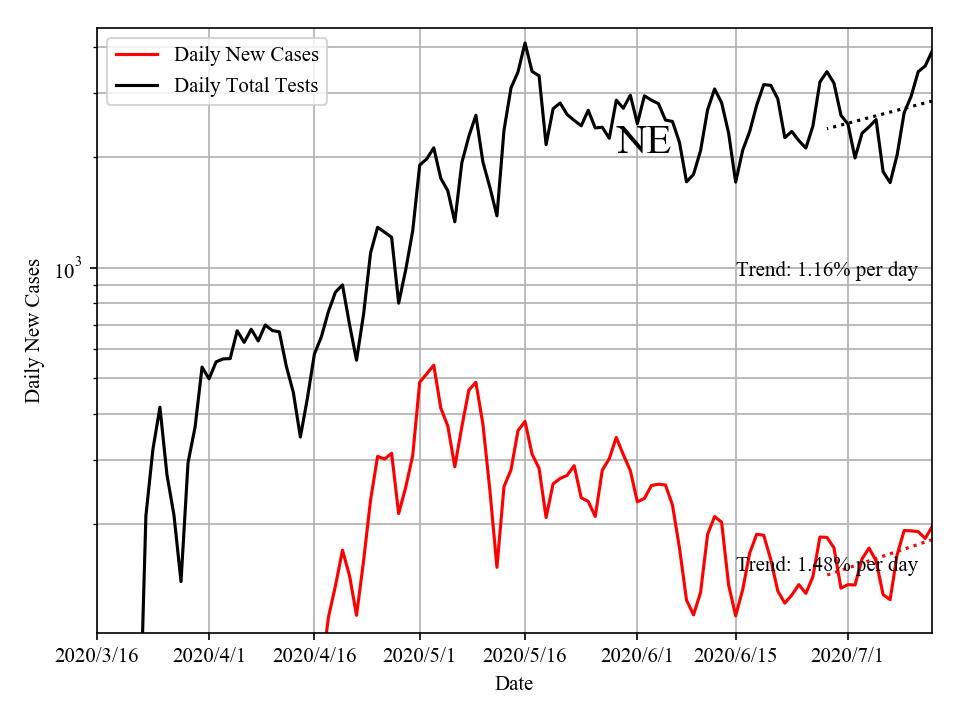 Daily New Cases
Daily Total Tests
NE
Daily New Cases
10³
Trend: 1.16% per day
Trend: 1.48% per day
2020/3/16 2020/4/1 2020/4/16 2020/5/1 2020/5/16 2020/6/1 2020/6/15 2020/7/1
Date